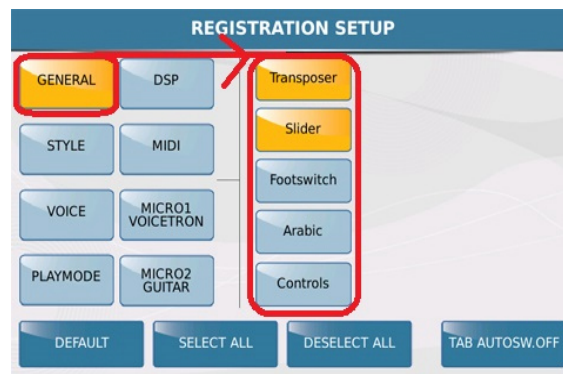 REGISTRATION SETUP
GENERAL
DSP
STYLE
MIDI
VOICE
MICRO1
VOICETRON
PLAYMODE
MICRO2
GUITAR
Transposer
Slider
Footswitch
Arabic
Controls
DEFAULT
SELECT ALL
DESELECT ALL
TAB AUTOSW.OFF